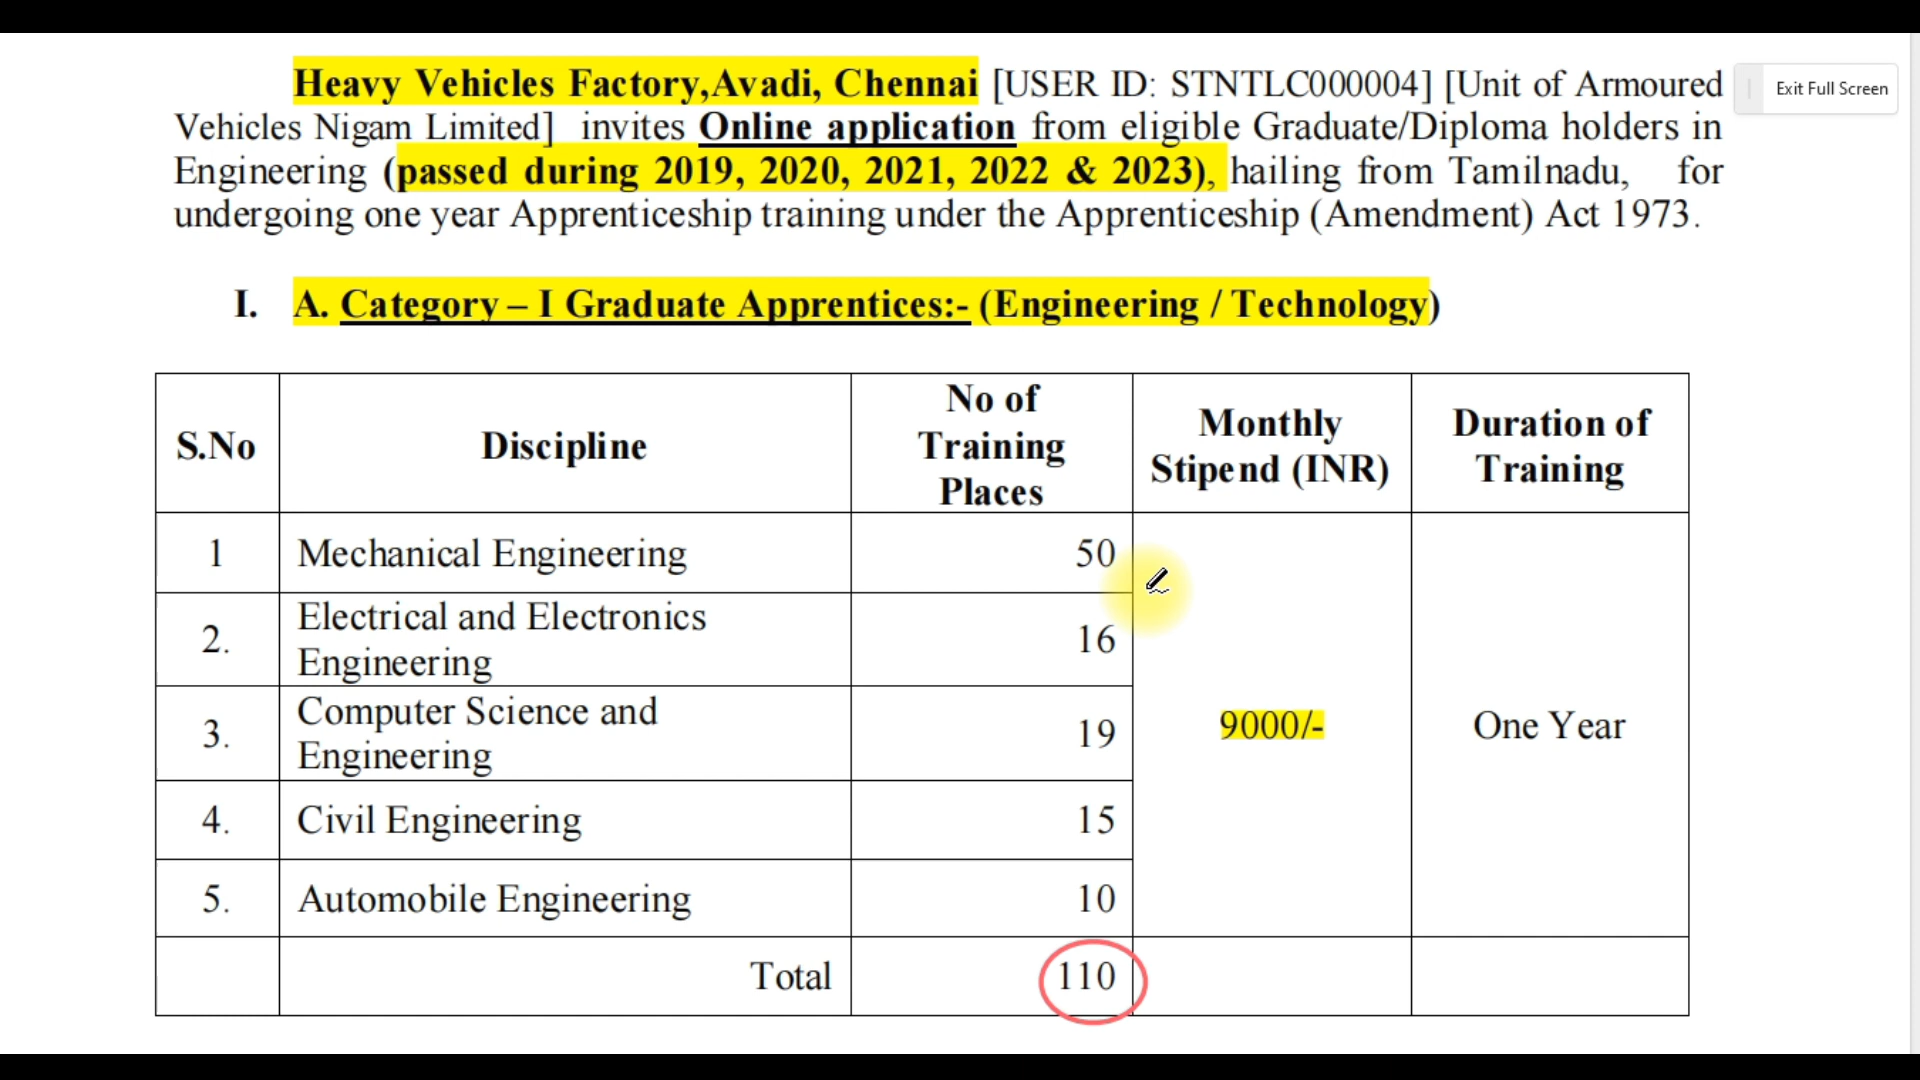 Heavy Vehicles Factory,Avadi, Chennai [USER ID: STNTLC000004] [Unit of Armoured
Exit Full Screen
Vehicles Nigam Limited] invites Online application from eligible Graduate/Diploma holders in
Engineering (passed during 2019, 2020, 2021, 2022 & 2023), hailing from Tamilnadu, for
undergoing one year Apprenticeship training under the Apprenticeship (Amendment) Act 1973.
I. A. Category – I Graduate Apprentices:- (Engineering / Technology)
S.No Discipline No of Training Places Monthly Stipend (INR) Duration of Training
1 Mechanical Engineering 50
2. Electrical and Electronics Engineering 16
3. Computer Science and Engineering 19
9000/- One Year
4. Civil Engineering 15
5. Automobile Engineering 10
Total 110